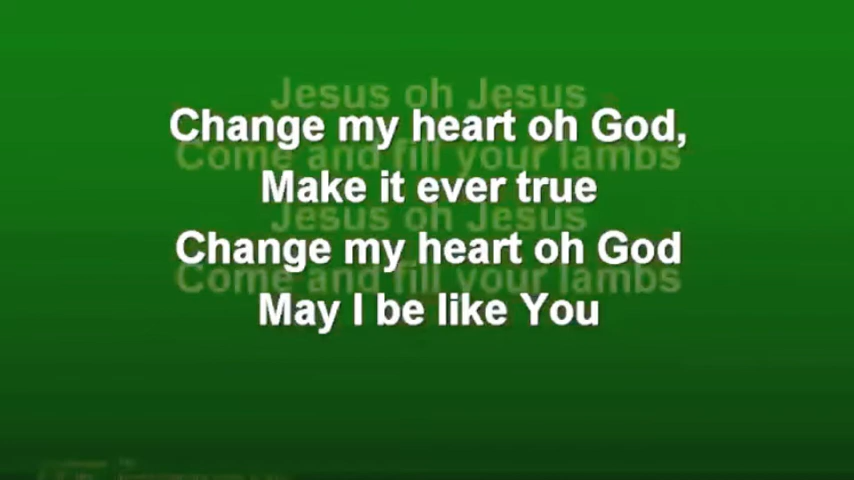 Jesus oh Jesus
Change my heart oh God,
Come and fill your lambs
Make it ever true
Jesus oh Jesus
Change my heart oh God
Come and fill your lambs
May I be like You